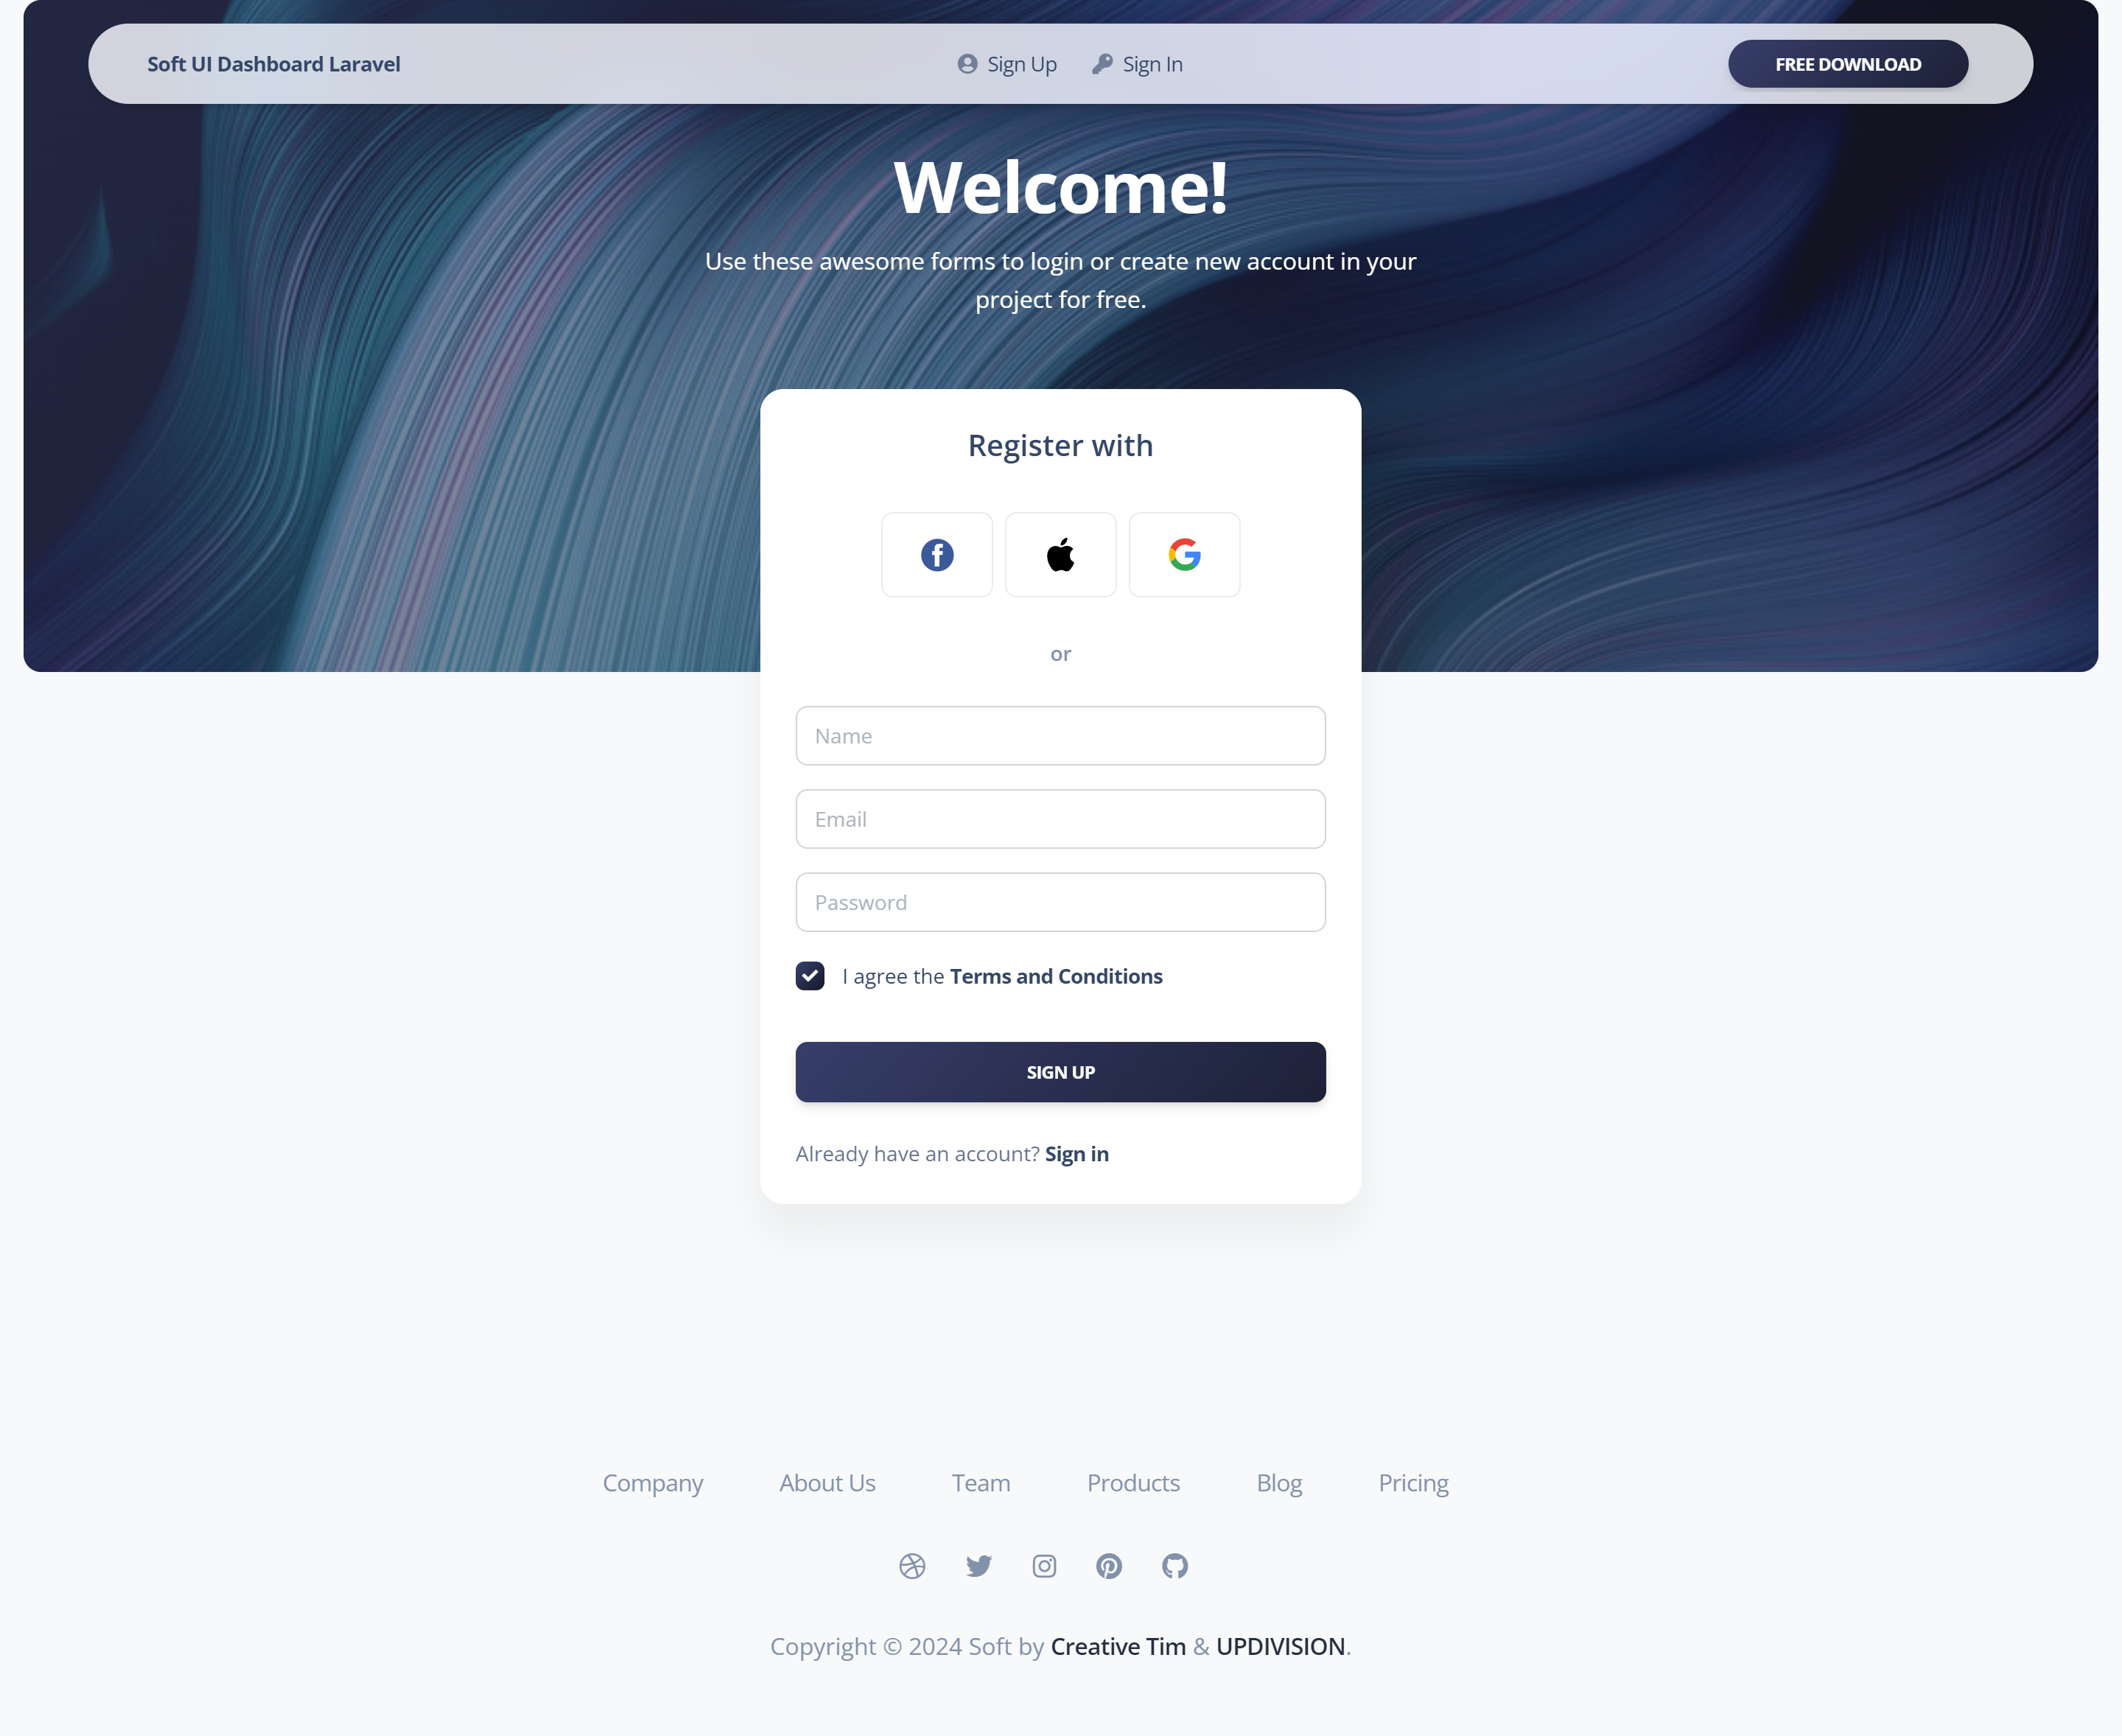 Soft UI Dashboard Laravel
Sign Up
Sign In
FREE DOWNLOAD
Welcome!
Use these awesome forms to login or create new account in your
project for free.
Register with
or
Name
Email
Password
I agree the Terms and Conditions
SIGN UP
Already have an account? Sign in
Company
About Us
Team
Products
Blog
Pricing
Copyright © 2024 Soft by Creative Tim & UPDIVISION.